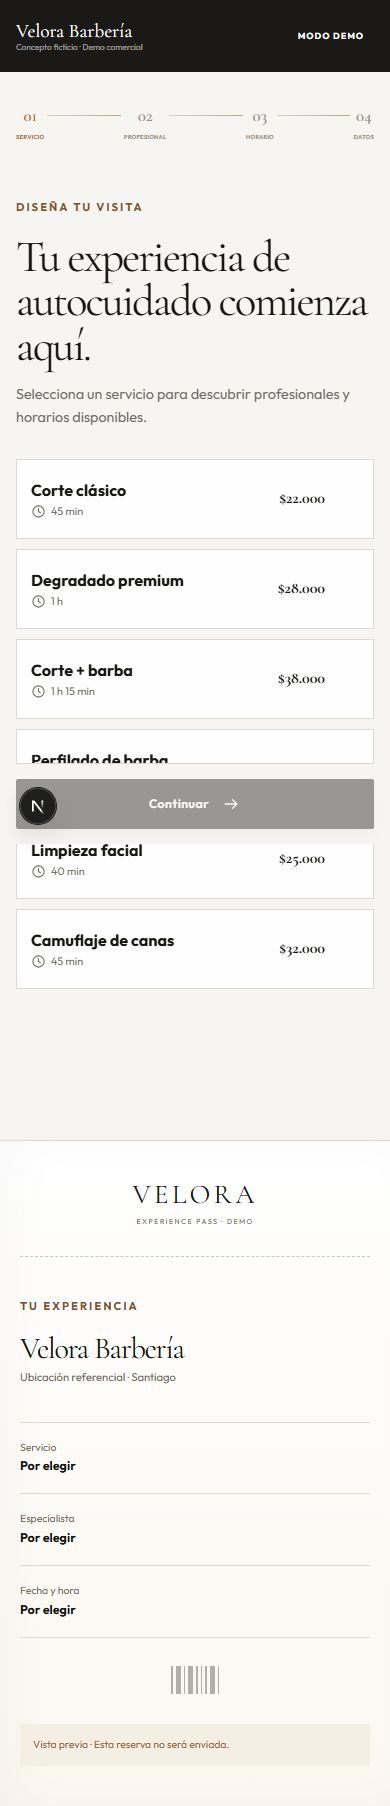 Velora Barbería
Concepto ficticio · Demo comercial
MODO DEMO
01
02
03
04
SERVICIO
PROFESIONAL
HORARIO
DATOS
DISEÑA TU VISITA
Tu experiencia de
autocuidado comienza
aquí.
Selecciona un servicio para descubrir profesionales y
horarios disponibles.
Corte clásico
45 min
$22.000
Degradado premium
1 h
$28.000
Corte + barba
1 h 15 min
$38.000
Perfilado de barba
N
Continuar →
Limpieza facial
40 min
$25.000
Camuflaje de canas
45 min
$32.000
VELORA
EXPERIENCE PASS · DEMO
TU EXPERIENCIA
Velora Barbería
Ubicación referencial · Santiago
Servicio
Por elegir
Especialista
Por elegir
Fecha y hora
Por elegir
Vista previa · Esta reserva no será enviada.